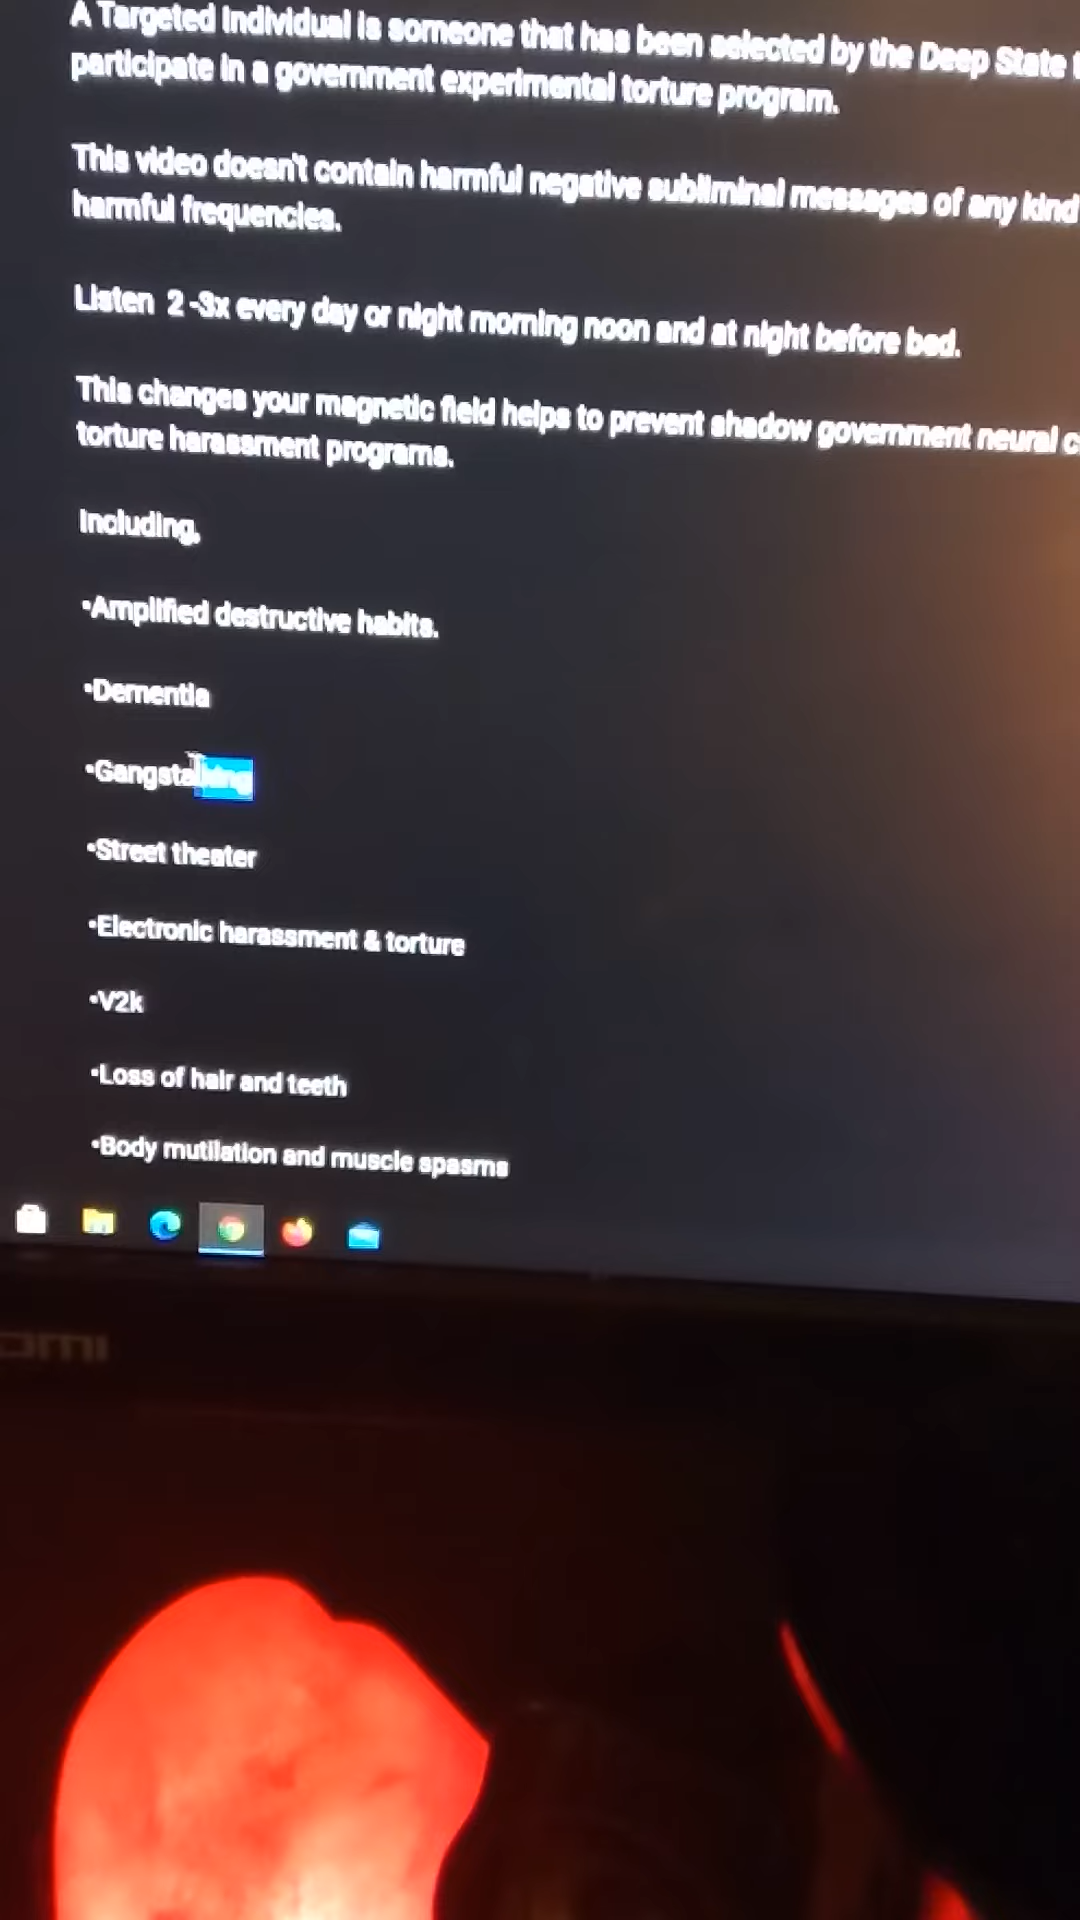 A Targeted Individual is someone that has been selected by the Deep State
participate in a government experimental torture program.
This video doesn't contain harmful negative subliminal messages of any kind
harmful frequencies.
Listen 2 -3x every day or night morning noon and at night before bed.
This changes your magnetic field helps to prevent shadow government neural
torture harassment programs.
Including,
•Amplified destructive habits.
•Dementia
•Gangstalking
•Street theater
•Electronic harassment & torture
•V2k
•Loss of hair and teeth
•Body mutilation and muscle spasms